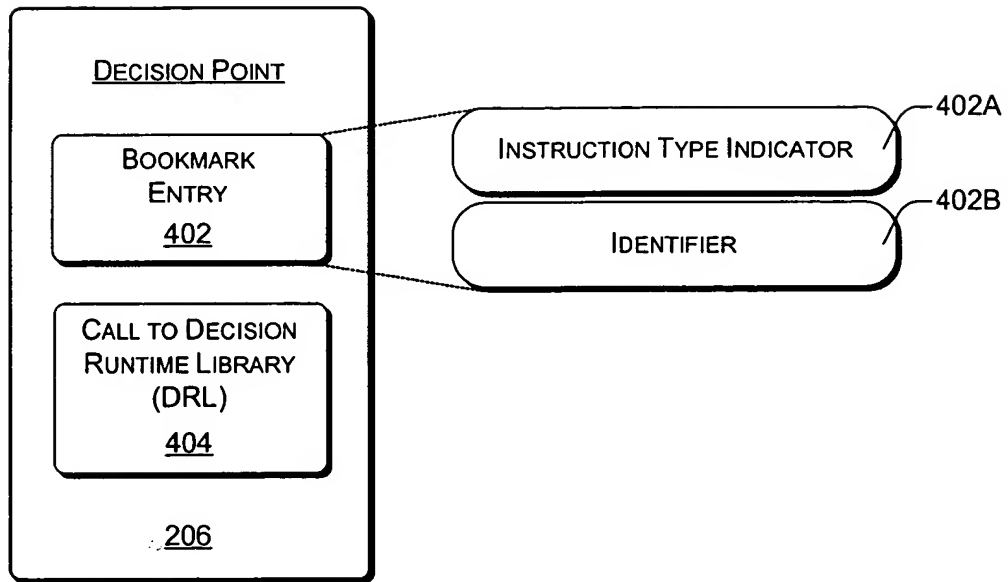 DECISION POINT
BOOKMARK
ENTRY
402
INSTRUCTION TYPE INDICATOR
402A
IDENTIFIER
402B
CALL TO DECISION
RUNTIME LIBRARY
(DRL)
404
206